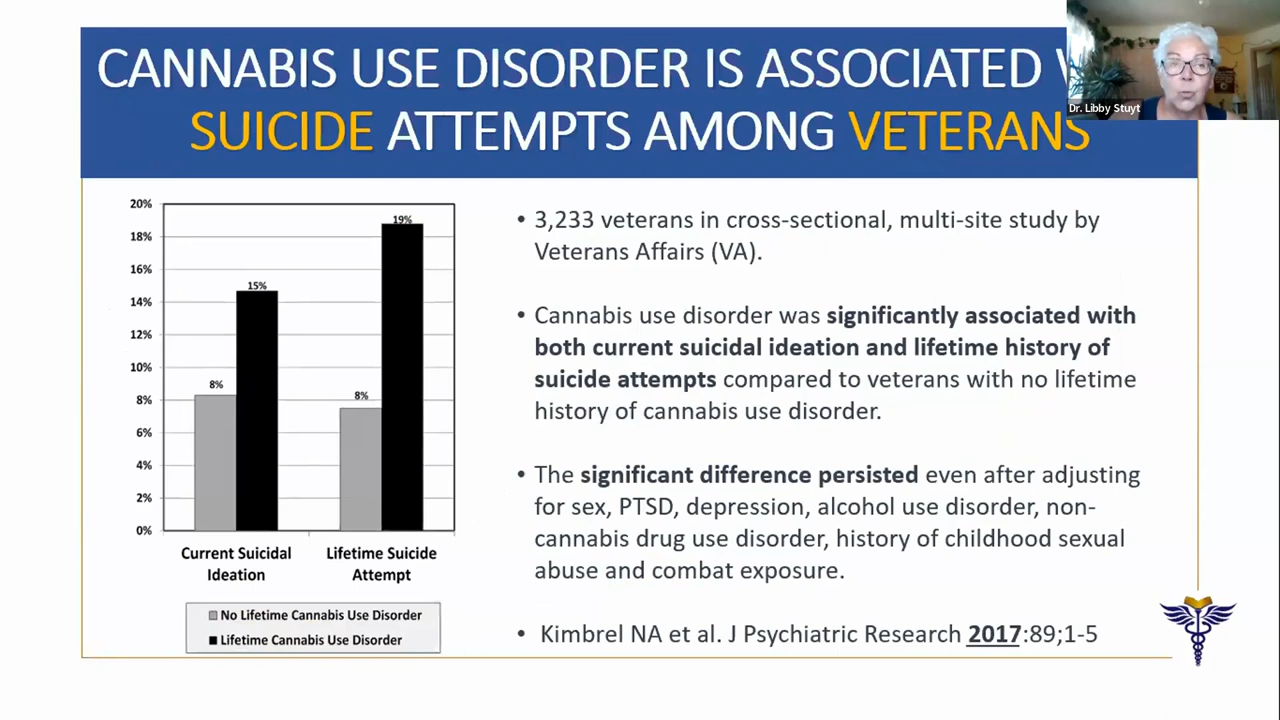 CANNABIS USE DISORDER IS ASSOCIATED
SUICIDE ATTEMPTS AMONG VETERANS
Dr. Libby Stuyt
20%
18%
16%
14%
12%
10%
8%
6%
4%
2%
0%
8%
15%
8%
19%
Current Suicidal
Ideation
Lifetime Suicide
Attempt
No Lifetime Cannabis Use Disorder
Lifetime Cannabis Use Disorder
• 3,233 veterans in cross-sectional, multi-site study by
Veterans Affairs (VA).
• Cannabis use disorder was significantly associated with
both current suicidal ideation and lifetime history of
suicide attempts compared to veterans with no lifetime
history of cannabis use disorder.
• The significant difference persisted even after adjusting
for sex, PTSD, depression, alcohol use disorder, non-
cannabis drug use disorder, history of childhood sexual
abuse and combat exposure.
• Kimbrel NA et al. J Psychiatric Research 2017:89;1-5